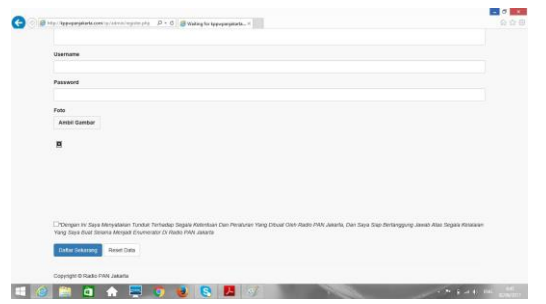 Waiting for kppvpanjakarta...
Username
Password
Foto
Ambil Gambar
*Dengan Ini Saya Menyatakan Tunduk Terhadap Segala Ketentuan Dan Peraturan Yang Dibuat Oleh Radio PAN Jakarta, Dan Saya Siap Bertanggung Jawab Atas Segala Kesalahan
Yang Saya Buat Selama Menjadi Enumerator Di Radio PAN Jakarta
Daftar Sekarang
Reset Data
Copyright © Radio PAN Jakarta